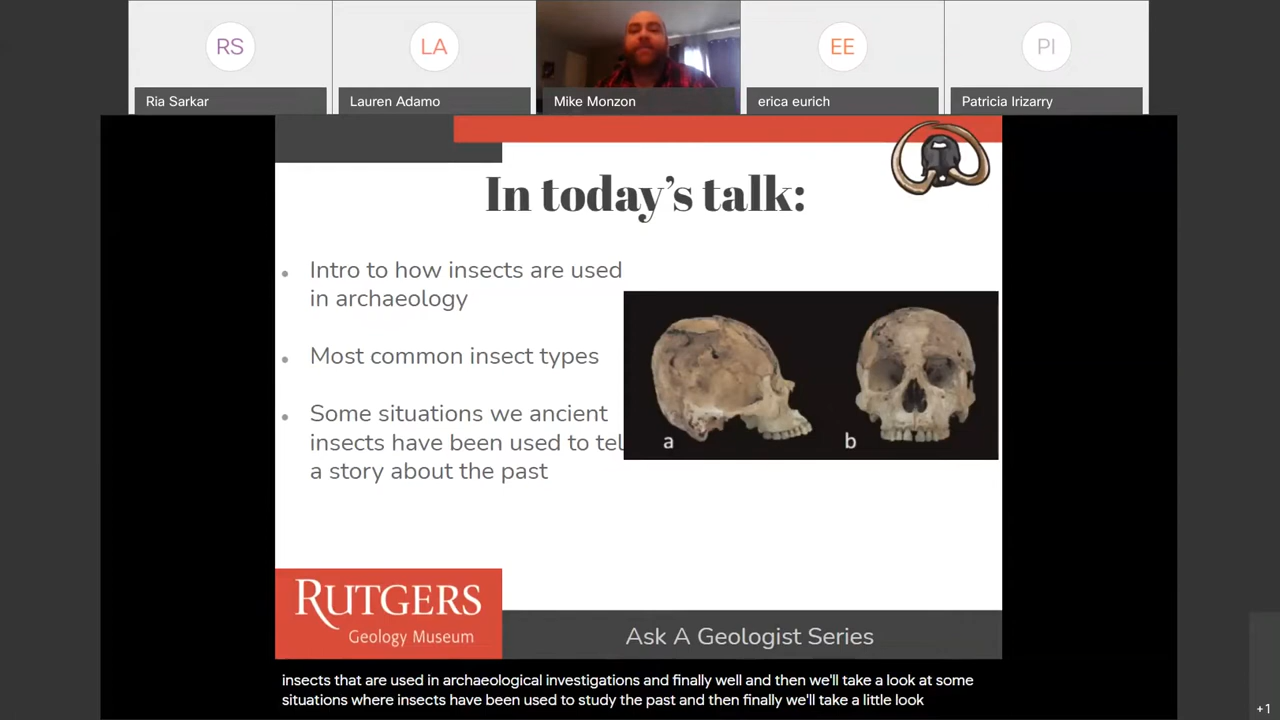 RS
LA
EE
PI
Ria Sarkar
Lauren Adamo
Mike Monzon
erica eurich
Patricia Irizarry
In today's talk:
• Intro to how insects are used
in archaeology
• Most common insect types
• Some situations we ancient
insects have been used to tel
a story about the past
a
b
RUTGERS
Geology Museum
Ask A Geologist Series
insects that are used in archaeological investigations and finally well and then we'll take a look at some
situations where insects have been used to study the past and then finally we'll take a little look
+1